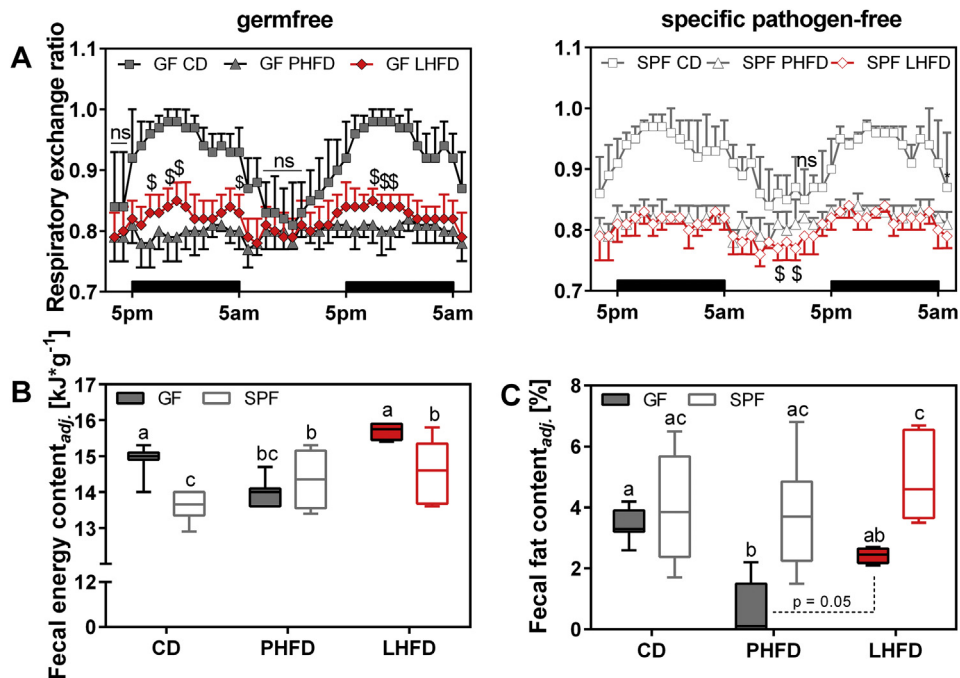 germfree
specific pathogen-free
A
Respiratory exchange ratio
1.1
1.0
0.9
0.8
0.7
GF CD
GF PHFD
GF LHFD
ns
$
$
$
$
ns
$
$
$
5pm
5am
5pm
5am
1.1
1.0
0.9
0.8
0.7
SPF CD
SPF PHFD
SPF LHFD
ns
*
$
$
5pm
5am
5pm
5am
B
Fecal energy content adj. [kJ*g-1]
17
16
15
14
13
12
0
GF
SPF
a
c
bc
b
a
b
CD
PHFD
LHFD
C
Fecal fat content adj. [%]
8
6
4
2
0
GF
SPF
a
ac
b
ac
ab
c
p = 0.05
CD
PHFD
LHFD